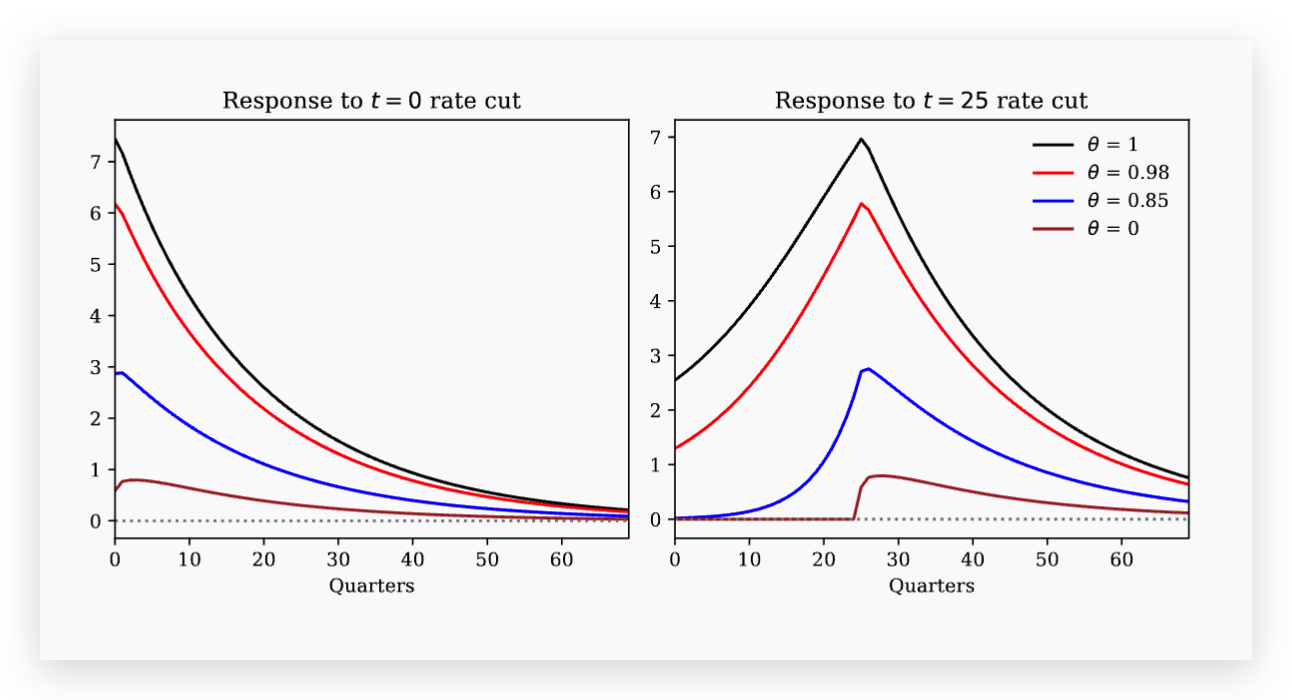 Response to t = 0 rate cut
7
6
5
4
3
2
1
0
0 10 20 30 40 50 60
Quarters
Response to t = 25 rate cut
θ = 1
θ = 0.98
θ = 0.85
θ = 0
7
6
5
4
3
2
1
0
0 10 20 30 40 50 60
Quarters